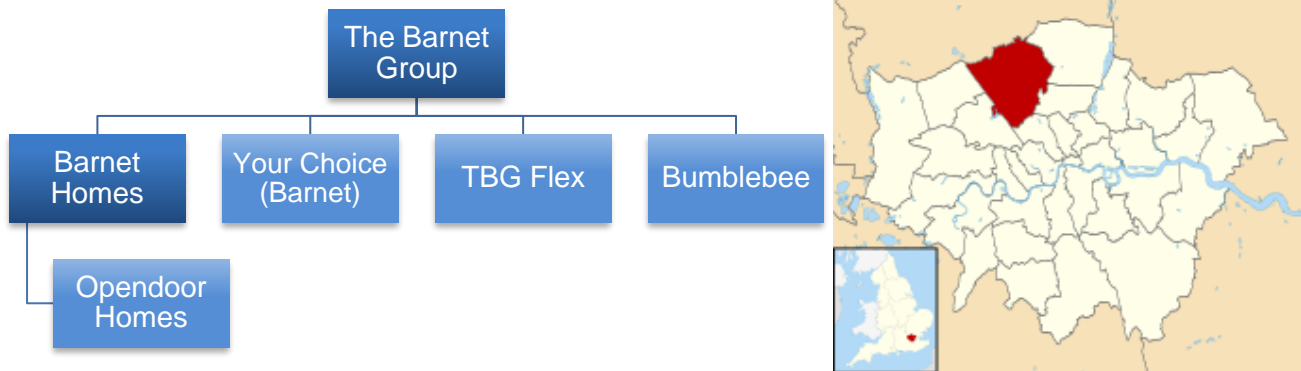 The Barnet
Group
Barnet
Homes
Your Choice
(Barnet)
TBG Flex
Bumblebee
Opendoor
Homes